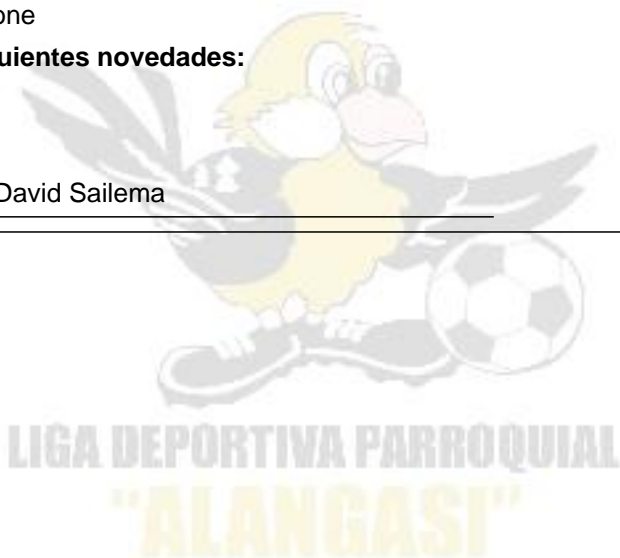 one
uientes novedades:
David Sailema
LIGA DEPORTIVA PARROQUIAL
"ALANGASI"